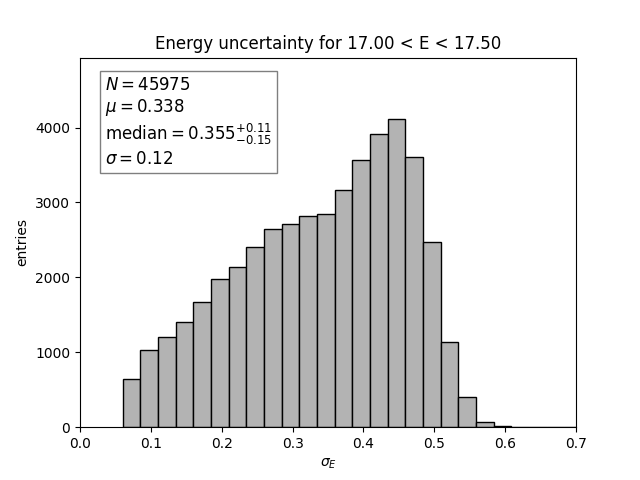 Energy uncertainty for 17.00 < E < 17.50
N = 45975
μ = 0.338
median = 0.355 +0.11 −0.15
σ = 0.12
entries
4000
3000
2000
1000
0
0.0 0.1 0.2 0.3 0.4 0.5 0.6 0.7
σE